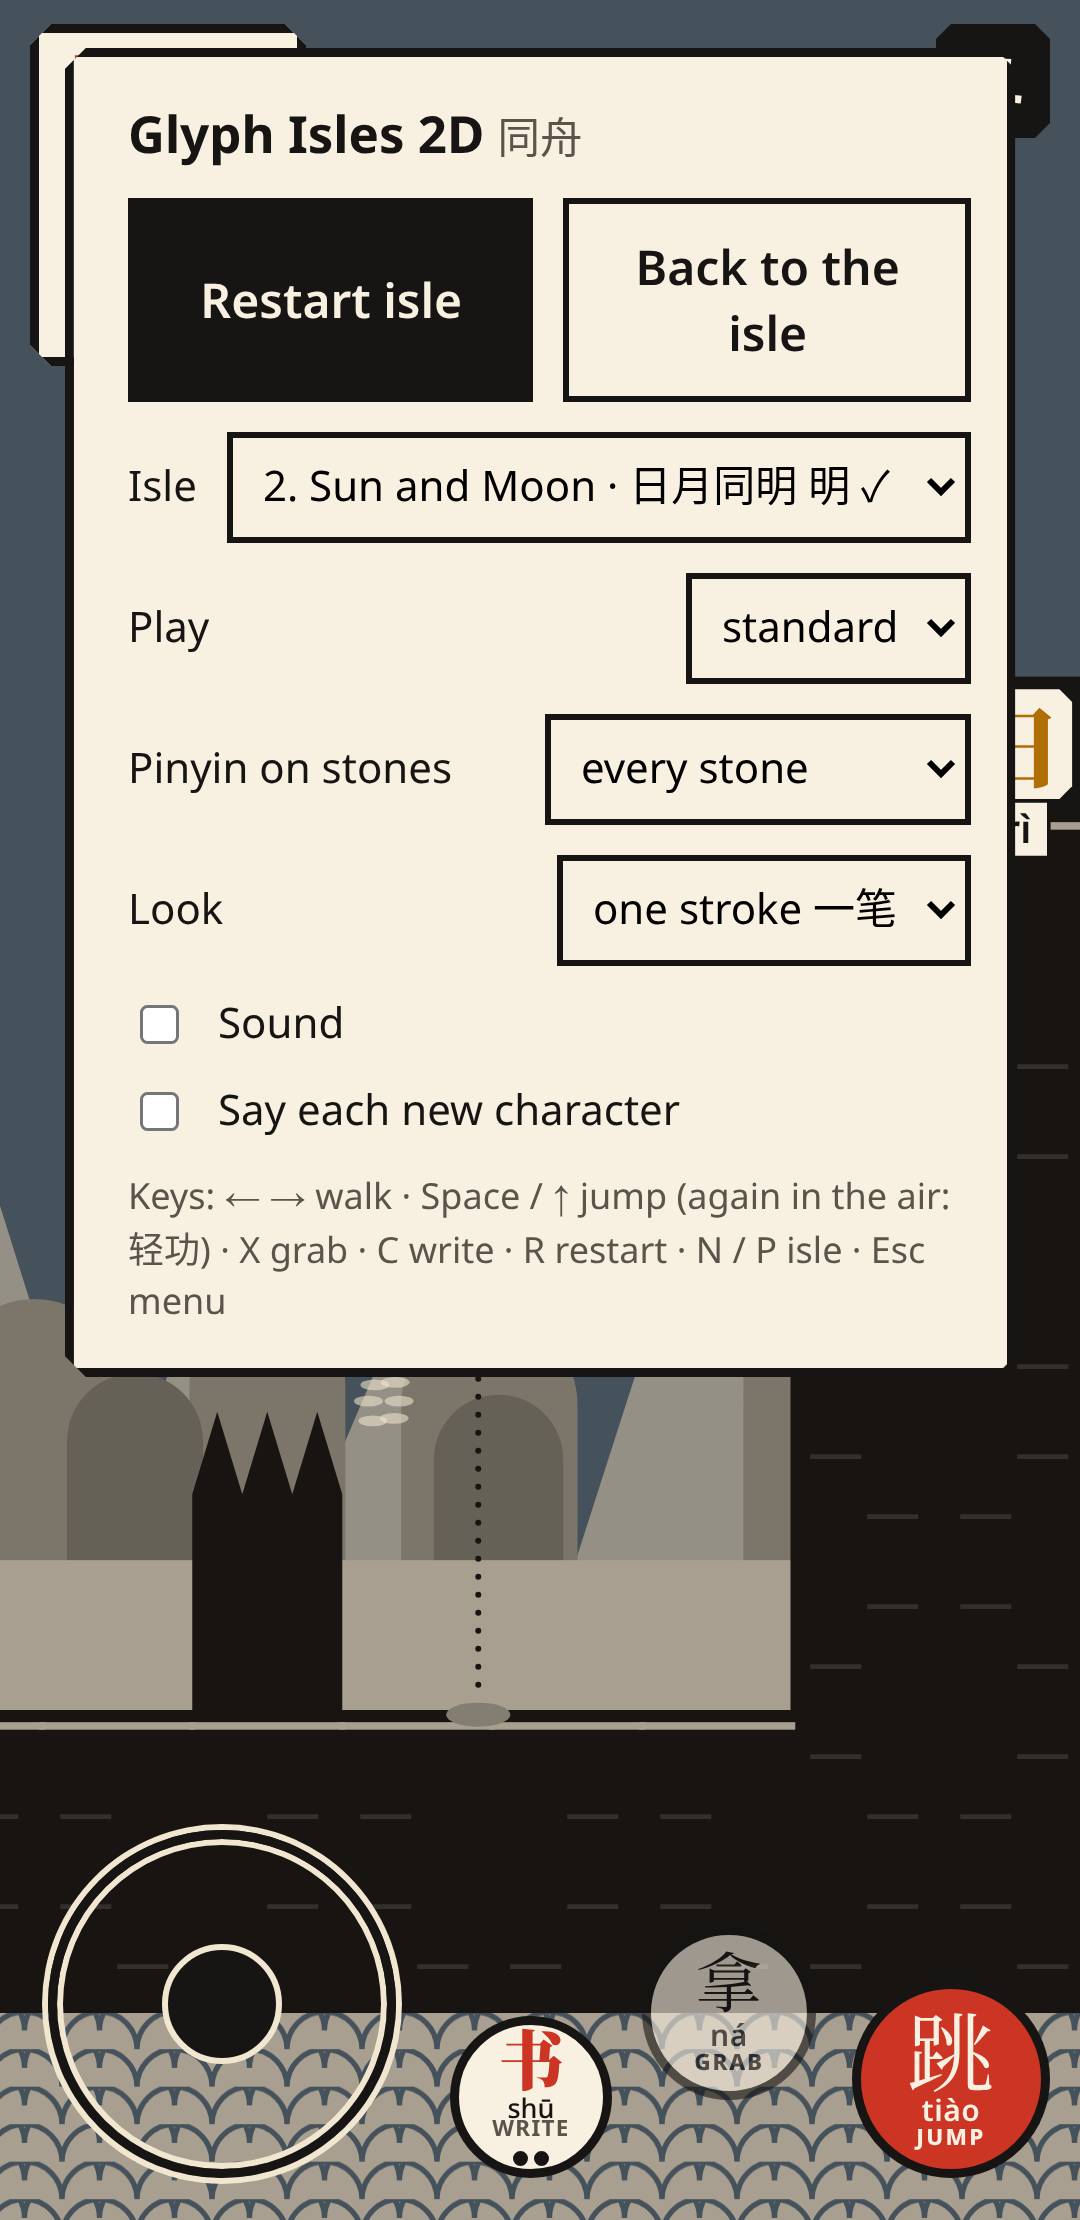 Glyph Isles 2D 同舟
Restart isle
Back to the
isle
Isle
2. Sun and Moon · 日月同明 明 ✓
Play
standard
Pinyin on stones
every stone
Look
one stroke 一笔
Sound
Say each new character
Keys: ← → walk · Space / ↑ jump (again in the air:
轻功) · X grab · C write · R restart · N / P isle · Esc
menu
rì
拿
ná
GRAB
书
shū
WRITE
跳
tiào
JUMP